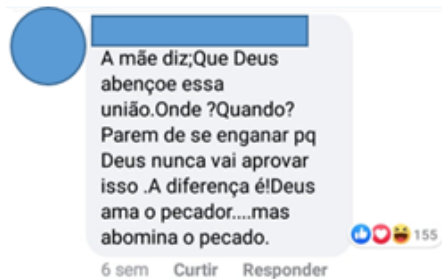 A mãe diz;Que Deus
abençoe essa
união.Onde ?Quando?
Parem de se enganar pq
Deus nunca vai aprovar
isso .A diferença é!Deus
ama o pecador....mas
abomina o pecado.
155
6 sem Curtir Responder